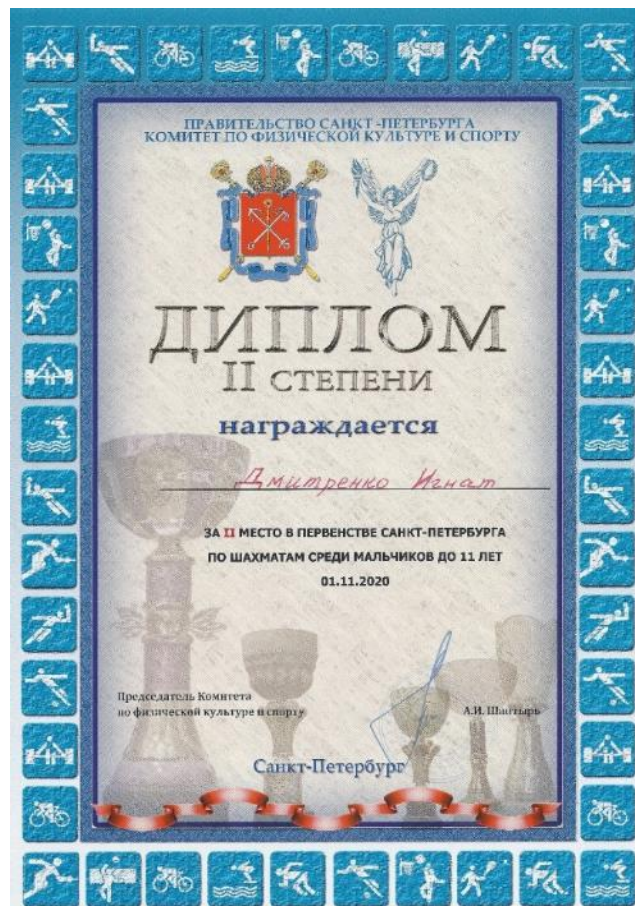 ПРАВИТЕЛЬСТВО САНКТ-ПЕТЕРБУРГА
КОМИТЕТ ПО ФИЗИЧЕСКОЙ КУЛЬТУРЕ И СПОРТУ
ДИПЛОМ
II СТЕПЕНИ
награждается
Дмитренко Игнат
ЗА II МЕСТО В ПЕРВЕНСТВЕ САНКТ-ПЕТЕРБУРГА
ПО ШАХМАТАМ СРЕДИ МАЛЬЧИКОВ ДО 11 ЛЕТ
01.11.2020
Председатель Комитета
по физической культуре и спорту
А.И. Шантырь
Санкт-Петербург